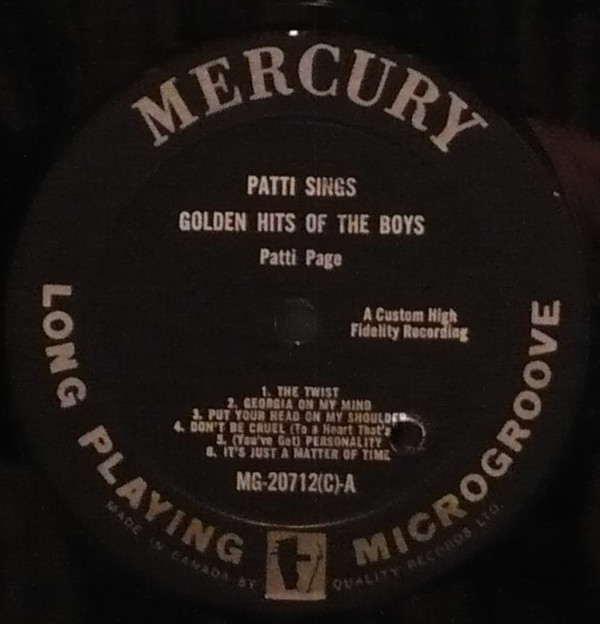 MERCURY
PATTI SINGS
GOLDEN HITS OF THE BOYS
Patti Page
A Custom High
Fidelity Recording
1. THE TWIST
2. GEORGIA ON MY MIND
3. PUT YOUR HEAD ON MY SHOULDER
4. DON'T BE CRUEL (To a Heart That's
5. (You've Got) PERSONALITY
6. IT'S JUST A MATTER OF TIME
MG-20712(C)-A
LONG PLAYING MICROGROOVE
MADE IN CANADA BY QUALITY RECORDS LTD.